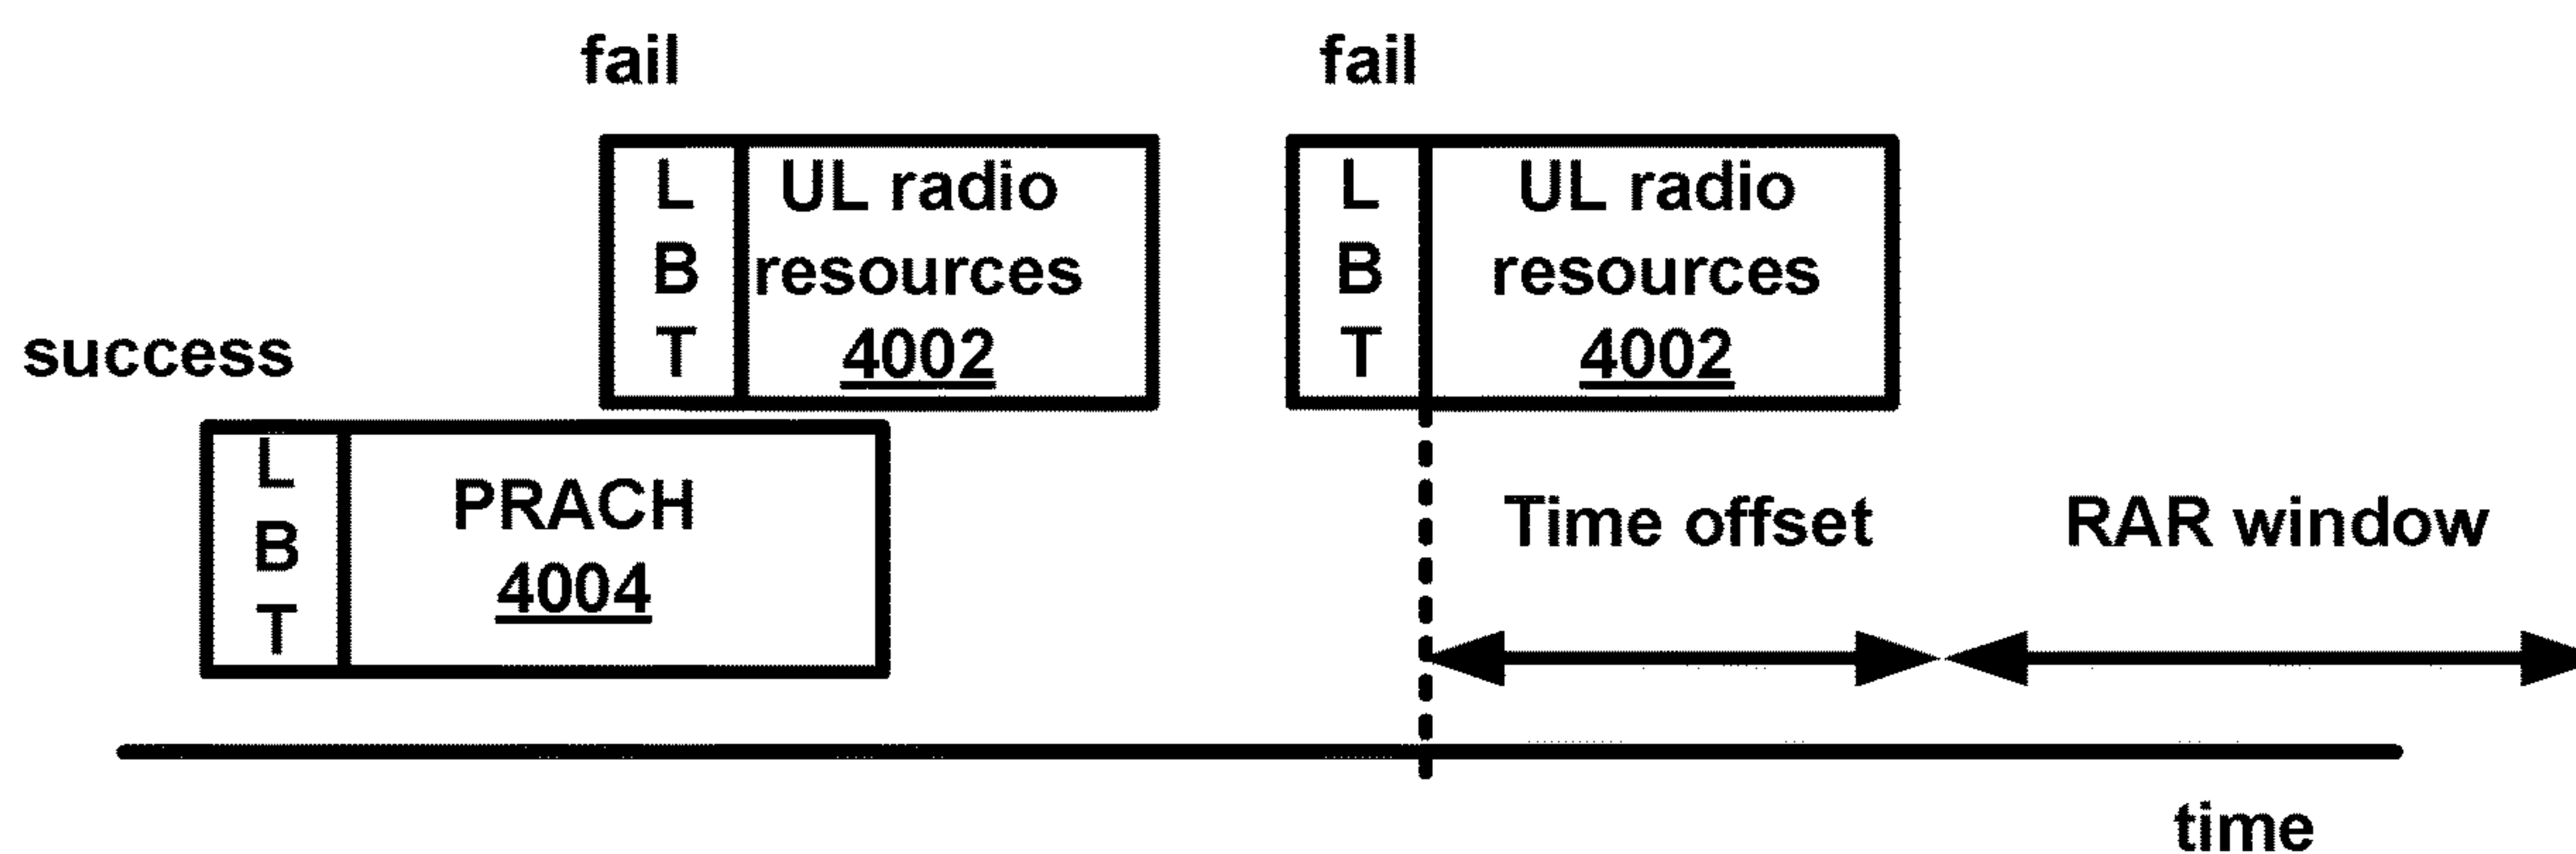 fail
fail
L
B
T
UL radio
resources
4002
L
B
T
UL radio
resources
4002
success
L
B
T
PRACH
4004
Time offset
RAR window
time